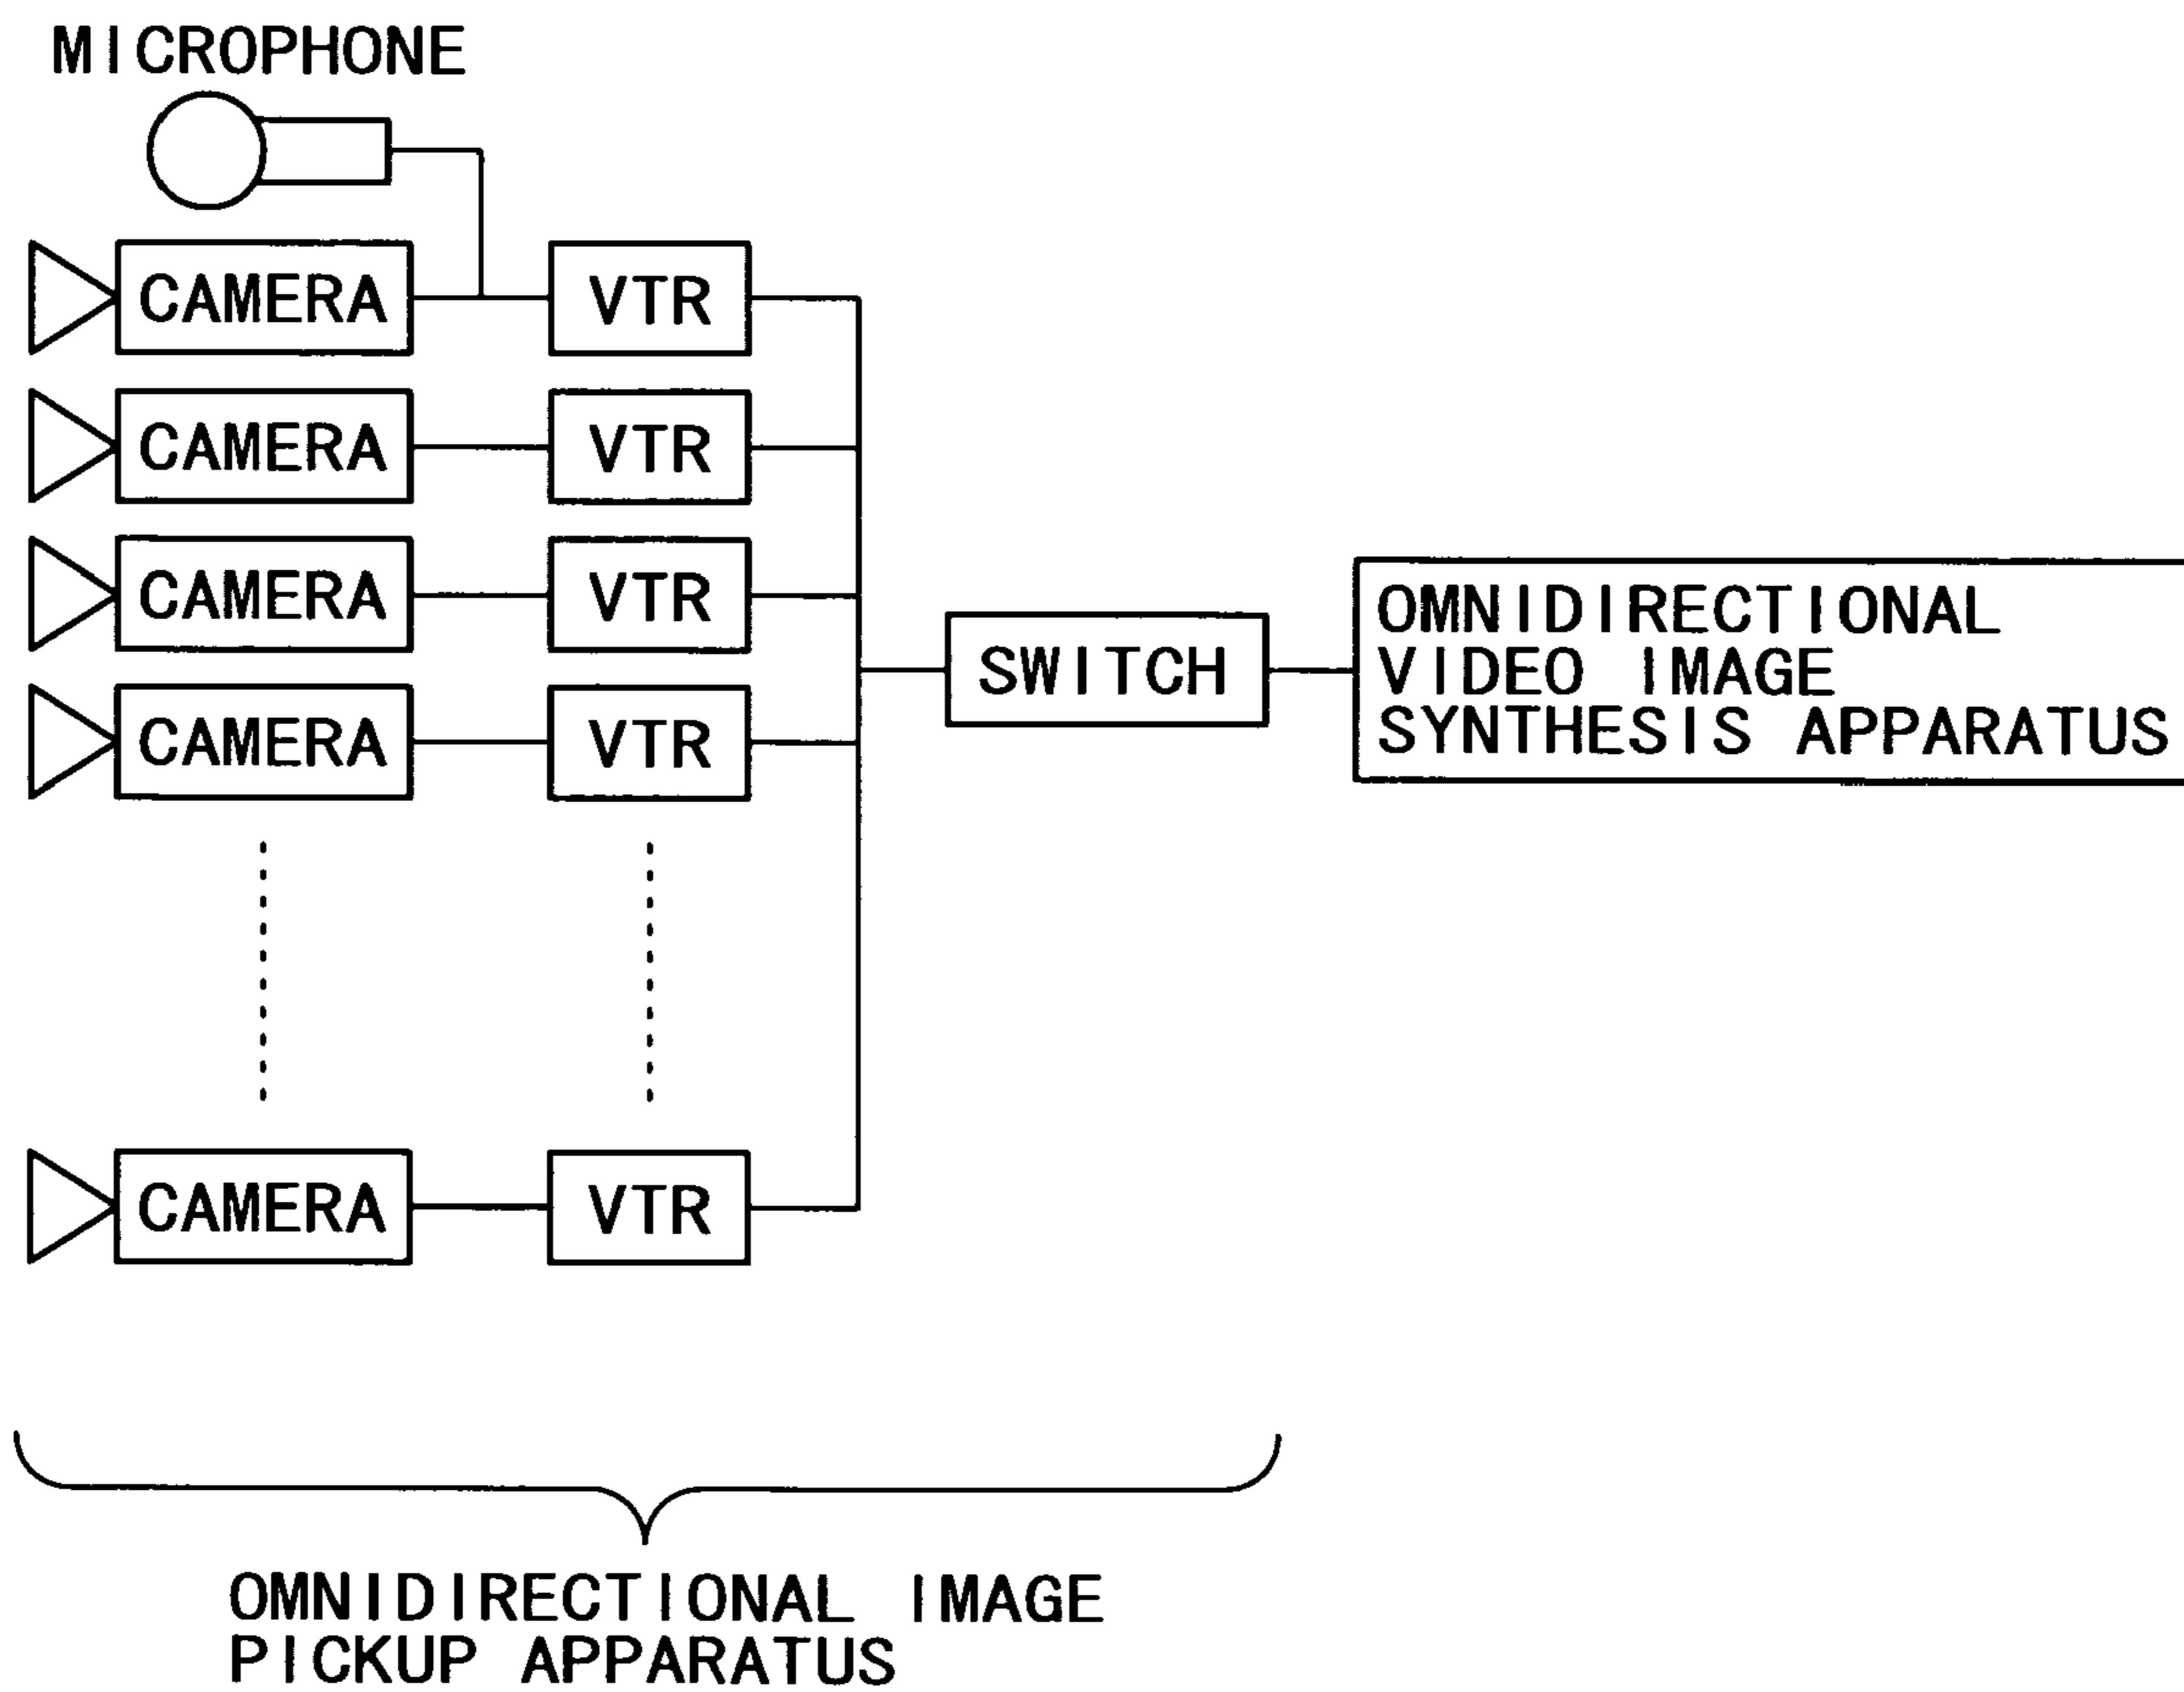 MICROPHONE
CAMERA VTR
CAMERA VTR
CAMERA VTR
CAMERA VTR
SWITCH
OMNIDIRECTIONAL
VIDEO IMAGE
SYNTHESIS APPARATUS
CAMERA VTR
OMNIDIRECTIONAL IMAGE
PICKUP APPARATUS